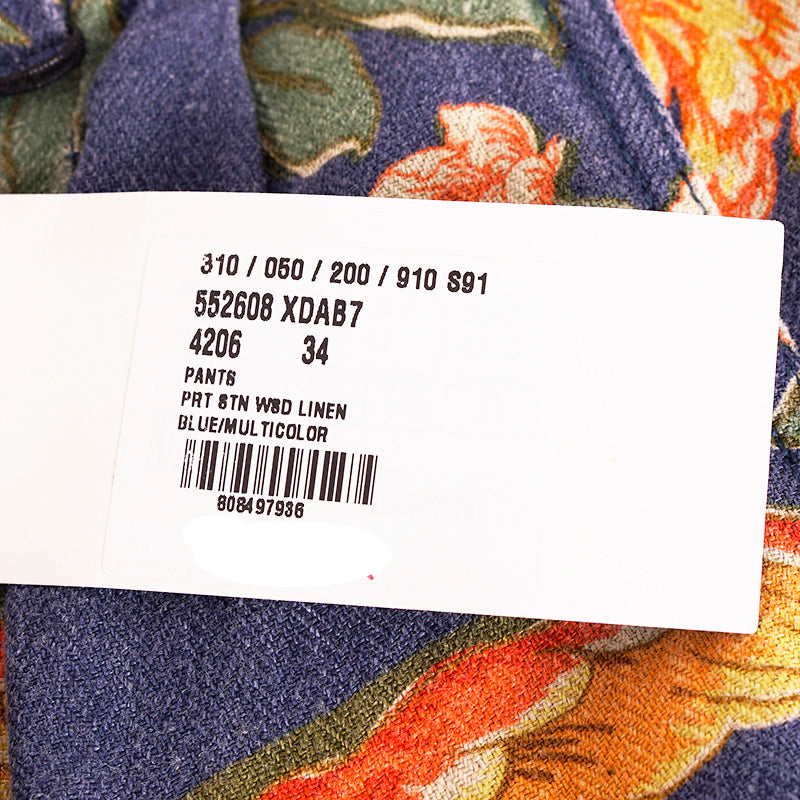 310 / 050 / 200 / 910 S91
552608 XDAB7
4206 34
PANTS
PRT STN WSD LINEN
BLUE/MULTICOLOR
808497936